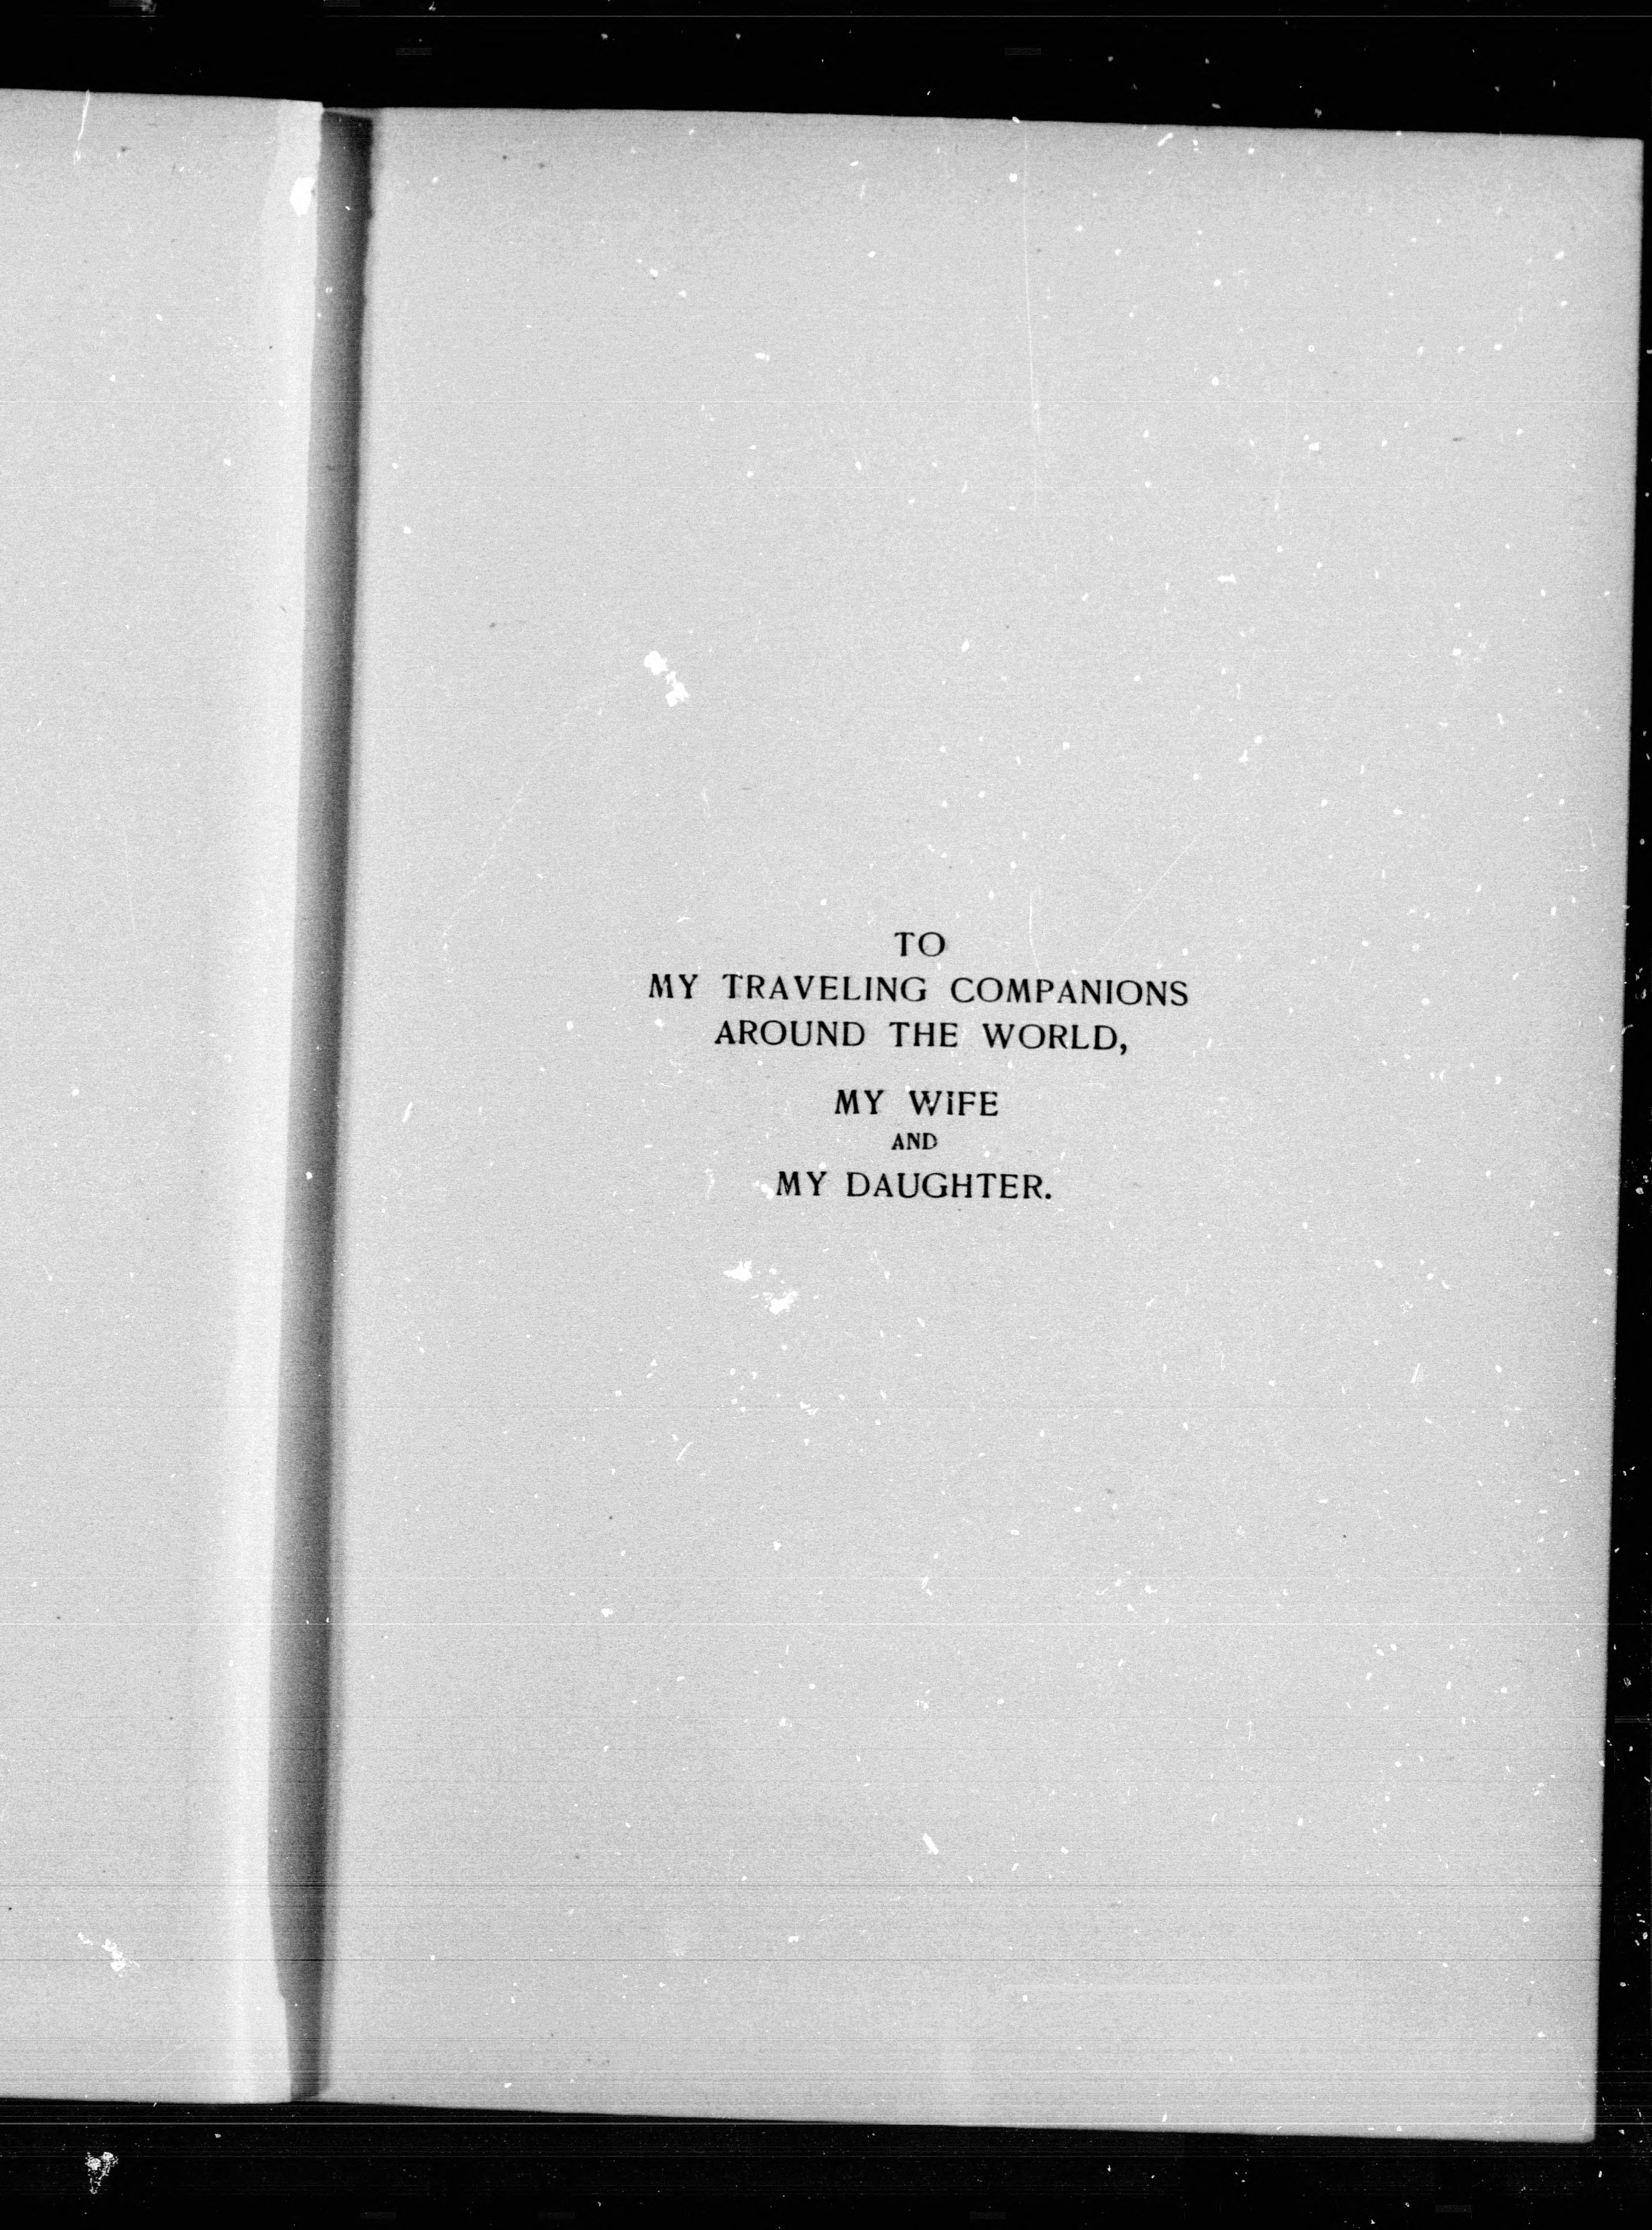 TO
MY TRAVELING COMPANIONS
AROUND THE WORLD,
MY WIFE
AND
MY DAUGHTER.